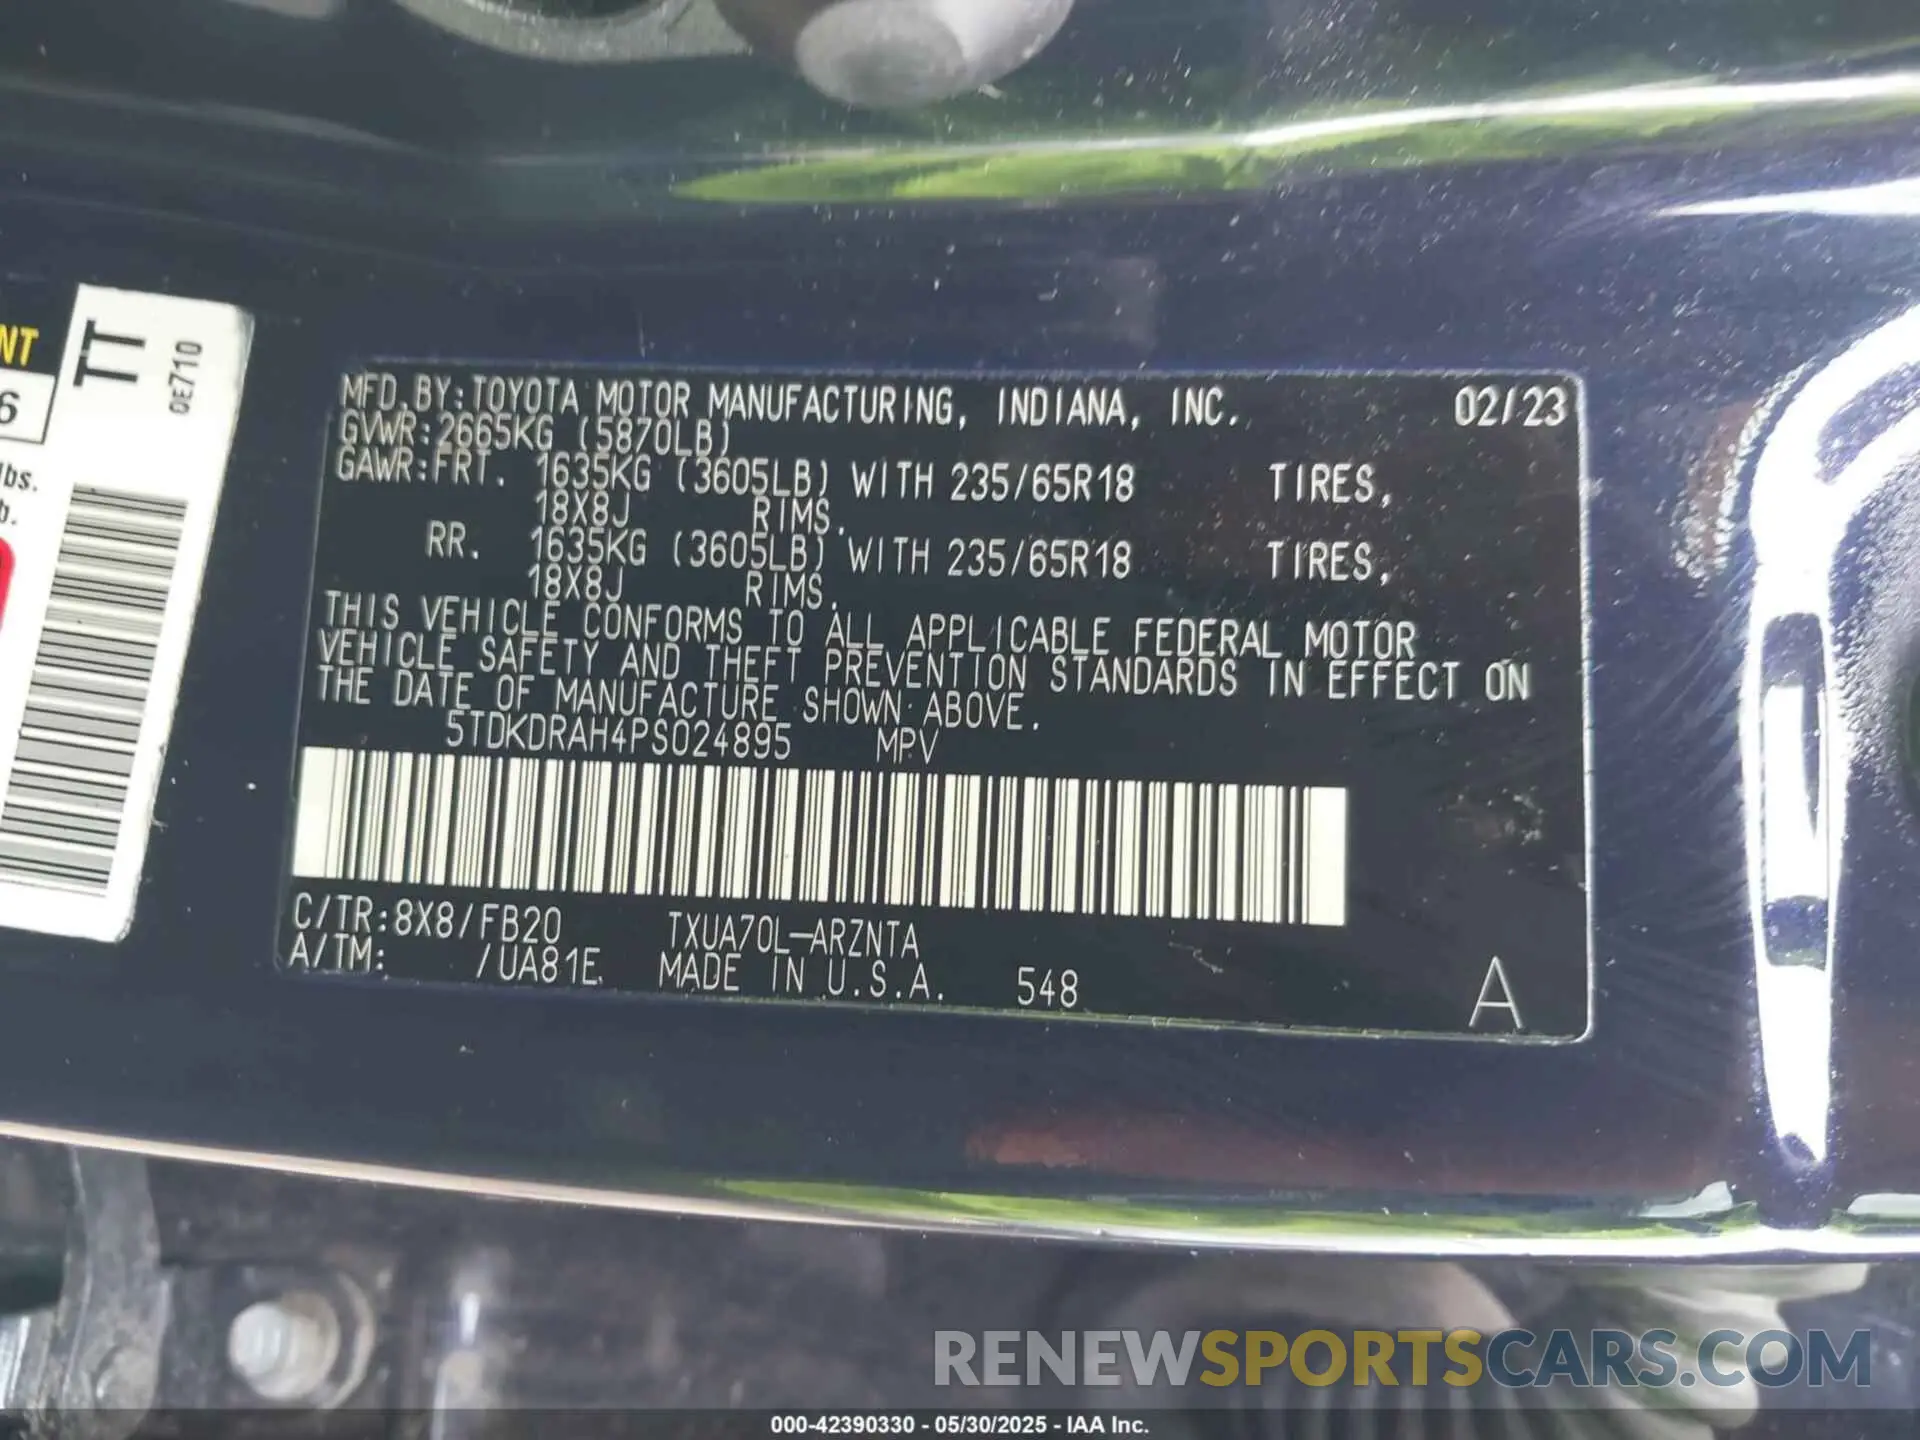 NT
6
lbs.
b.
TT
0E710
MFD.BY:TOYOTA MOTOR MANUFACTURING, INDIANA, INC. 02/23
GVWR:2665KG (5870LB)
GAWR:FRT. 1635KG (3605LB) WITH 235/65R18 TIRES,
18X8J RIMS.
RR. 1635KG (3605LB) WITH 235/65R18 TIRES,
18X8J RIMS.
THIS VEHICLE CONFORMS TO ALL APPLICABLE FEDERAL MOTOR
VEHICLE SAFETY AND THEFT PREVENTION STANDARDS IN EFFECT ON
THE DATE OF MANUFACTURE SHOWN ABOVE.
5TDKDRAH4PS024895 MPV
C/TR:8X8/FB20 TXUA70L-ARZNTA
A/TM: /UA81E MADE IN U.S.A. 548
A
RENEWSPORTSCARS.COM
000-42390330 - 05/30/2025 - IAA Inc.